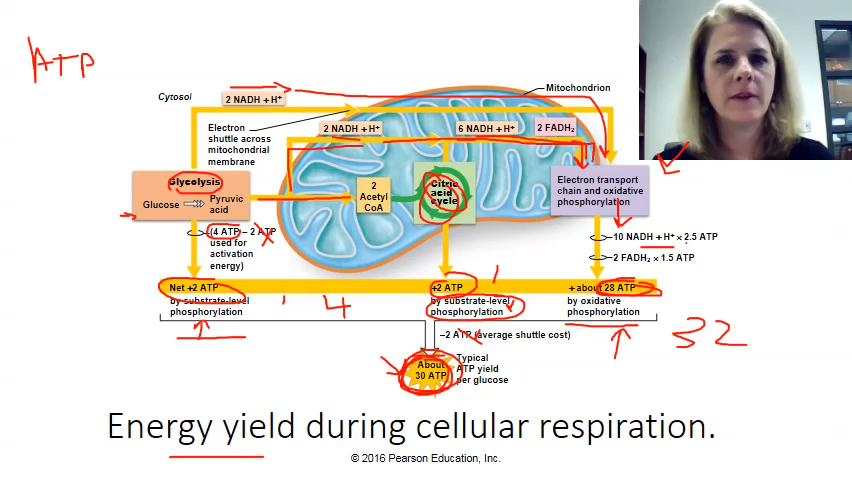 ATP
Cytosol
2 NADH + H⁺
Mitochondrion
Electron
shuttle across
mitochondrial
membrane
2 NADH + H⁺
6 NADH + H⁺
2 FADH₂
Glycolysis
Glucose
Pyruvic
acid
2
Acetyl
CoA
Citric
acid
cycle
Electron transport
chain and oxidative
phosphorylation
(4 ATP – 2 ATP
used for
activation
energy)
10 NADH + H⁺ × 2.5 ATP
2 FADH₂ × 1.5 ATP
Net +2 ATP
by substrate-level
phosphorylation
4
+2 ATP
by substrate-level
phosphorylation
+ about 28 ATP
by oxidative
phosphorylation
32
–2 ATP (average shuttle cost)
About
30 ATP
Typical
ATP yield
per glucose
Energy yield during cellular respiration.
© 2016 Pearson Education, Inc.